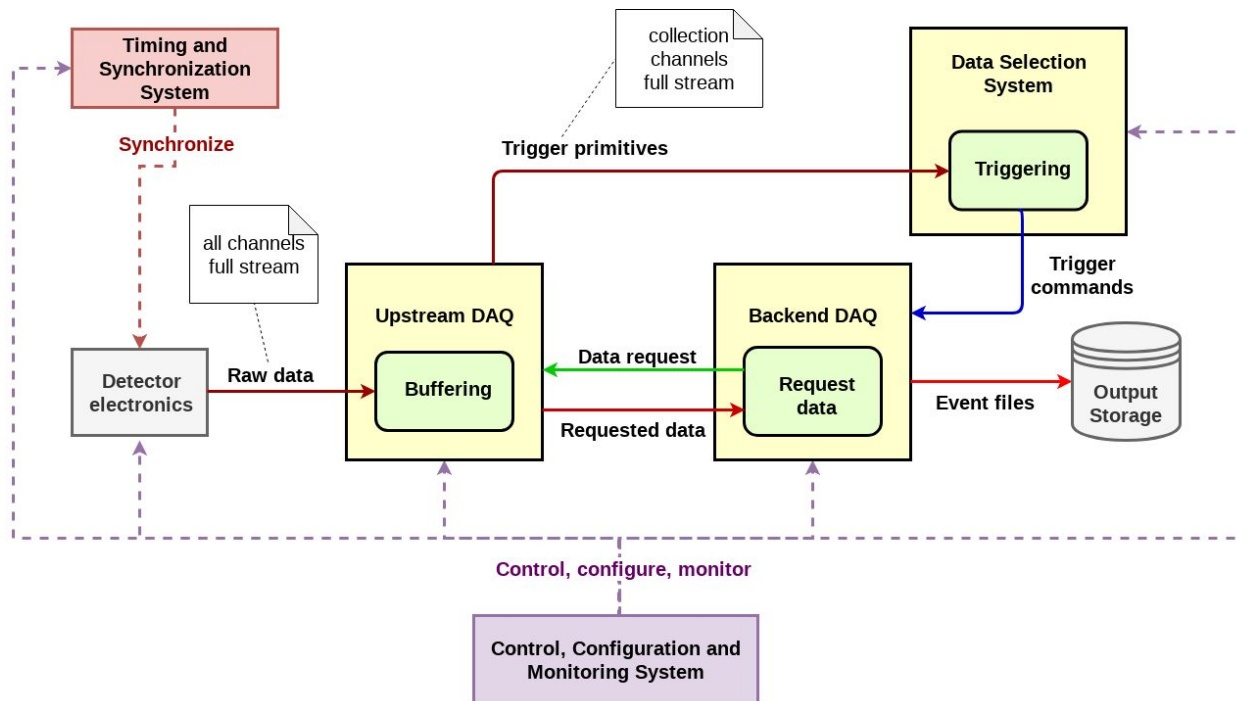 Timing and
Synchronization
System
Synchronize
collection
channels
full stream
Trigger primitives
Data Selection
System
Triggering
Trigger
commands
all channels
full stream
Detector
electronics
Raw data
Upstream DAQ
Buffering
Data request
Requested data
Backend DAQ
Request
data
Event files
Output
Storage
Control, configure, monitor
Control, Configuration and
Monitoring System